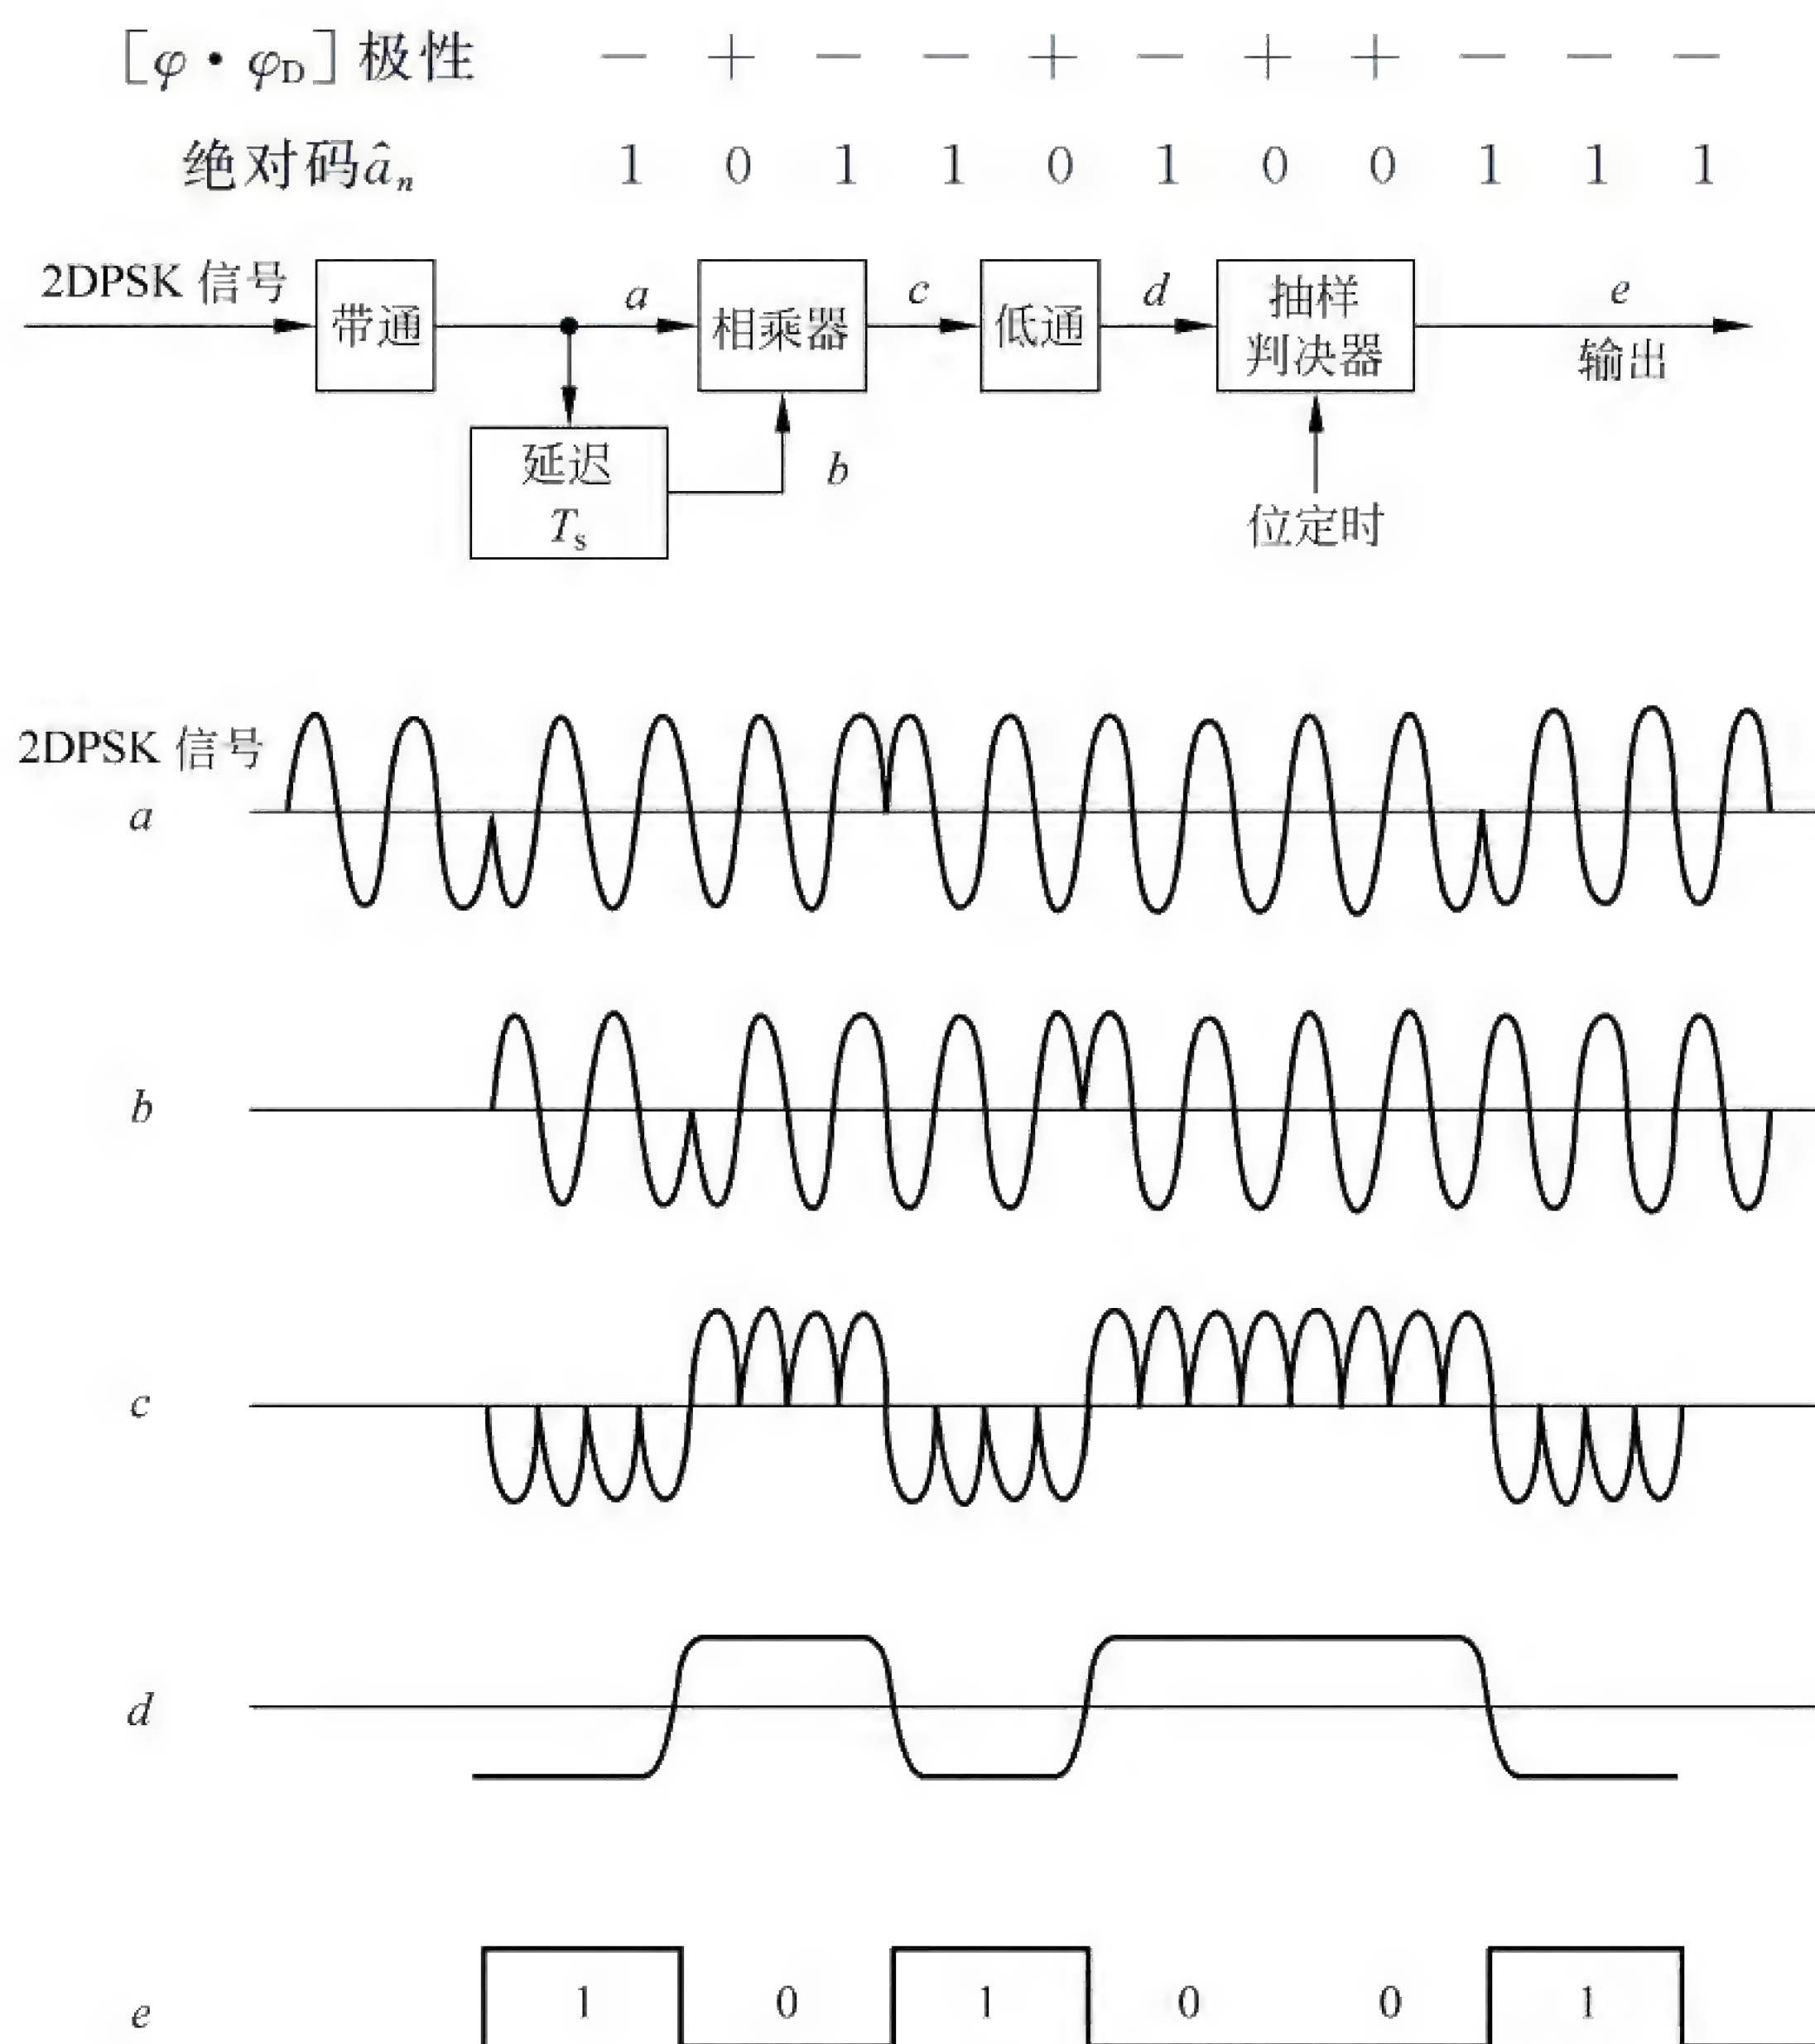 [φ·φD]极性 − + − − + − + + − − −
绝对码ân 1 0 1 1 0 1 0 0 1 1 1
2DPSK 信号
带通
a
相乘器
c
低通
d
抽样
判决器
e
输出
延迟
Ts
b
位定时
2DPSK 信号
a
b
c
d
e
1 0 1 0 0 1